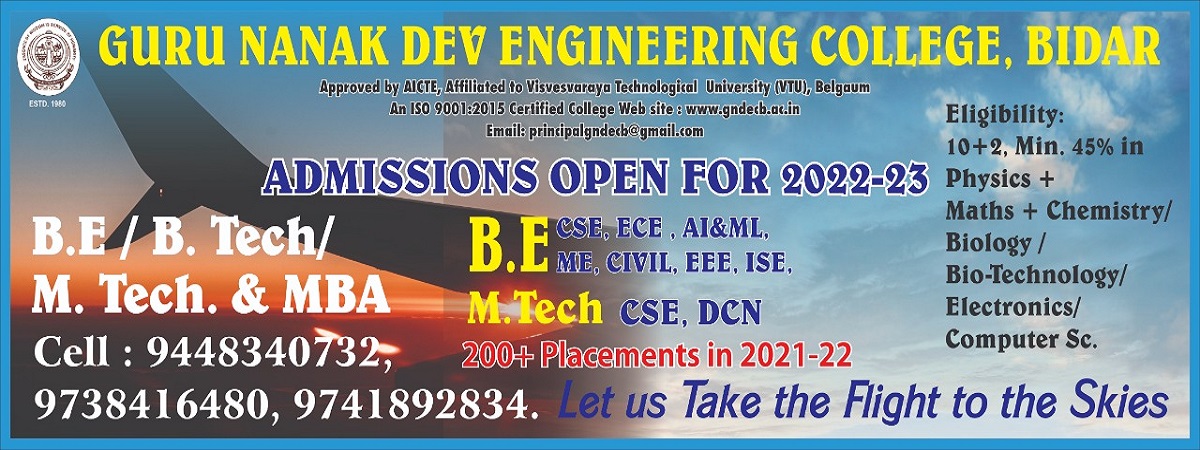 GURU NANAK DEV ENGINEERING COLLEGE, BIDAR
ESTD. 1980
Approved by AICTE, Affiliated to Visvesvaraya Technological University (VTU), Belgaum
An ISO 9001:2015 Certified College Web site : www.gndecb.ac.in
Email: principalgndecb@gmail.com
ADMISSIONS OPEN FOR 2022-23
B.E / B. Tech/
M. Tech. & MBA
Cell : 9448340732,
9738416480, 9741892834.
B.E CSE, ECE , AI&ML,
ME, CIVIL, EEE, ISE,
M.Tech CSE, DCN
200+ Placements in 2021-22
Let us Take the Flight to the Skies
Eligibility:
10+2, Min. 45% in
Physics +
Maths + Chemistry/
Biology /
Bio-Technology/
Electronics/
Computer Sc.